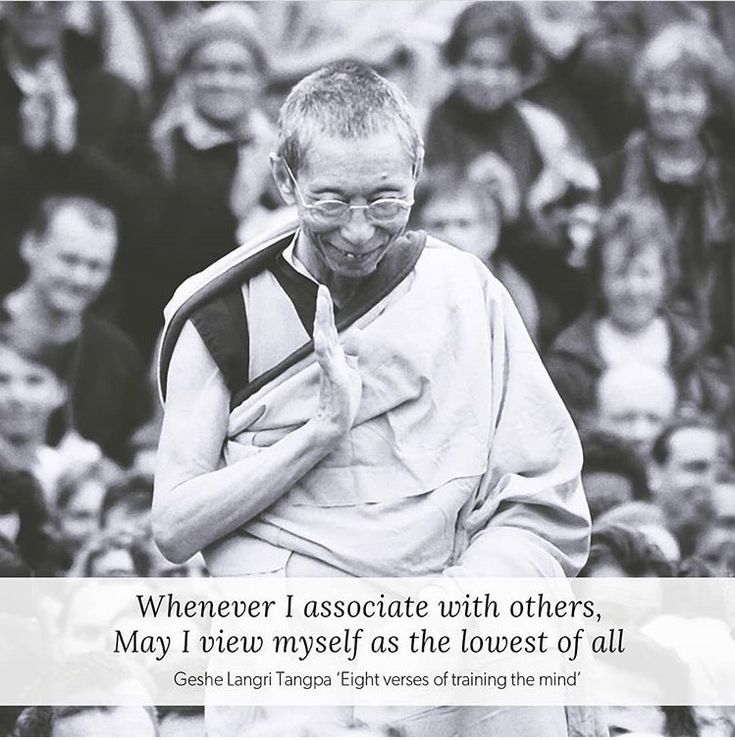 Whenever I associate with others,
May I view myself as the lowest of all
Geshe Langri Tangpa ‘Eight verses of training the mind’